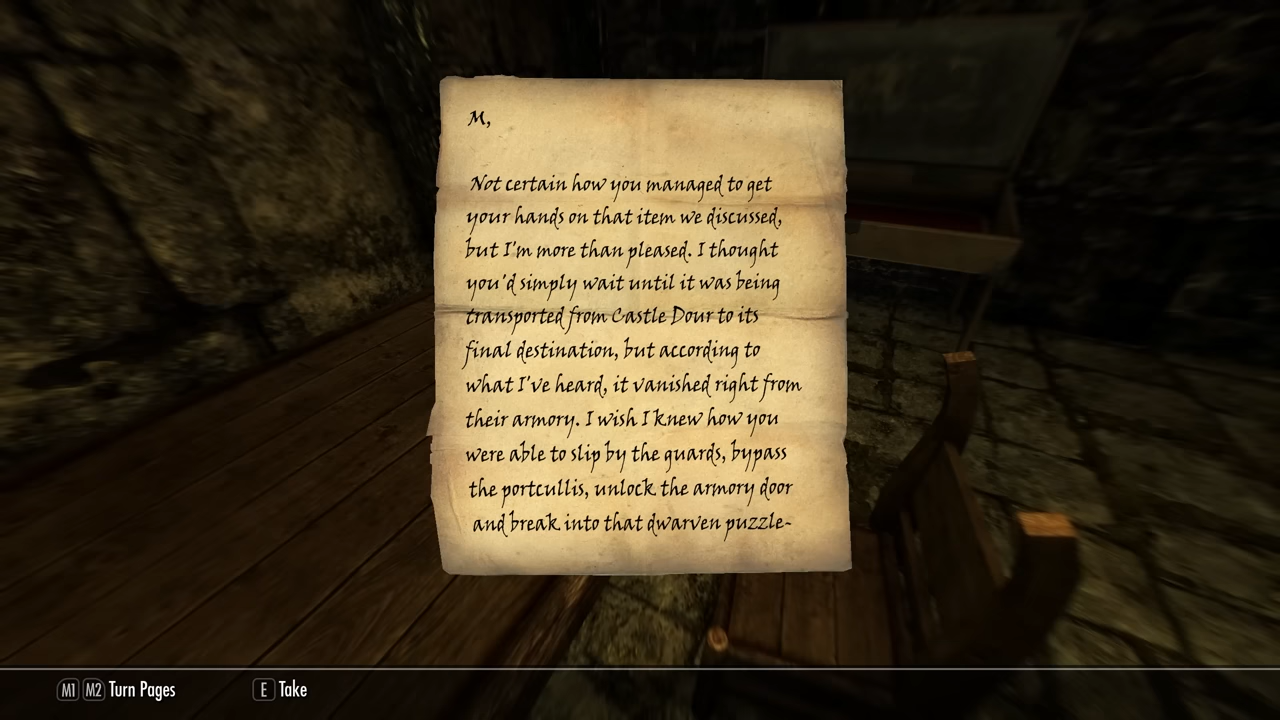 M,
Not certain how you managed to get
your hands on that item we discussed,
but I'm more than pleased. I thought
you'd simply wait until it was being
transported from Castle Dour to its
final destination, but according to
what I've heard, it vanished right from
their armory. I wish I knew how you
were able to slip by the guards, bypass
the portcullis, unlock the armory door
and break into that dwarven puzzle-
M1 M2 Turn Pages
E Take